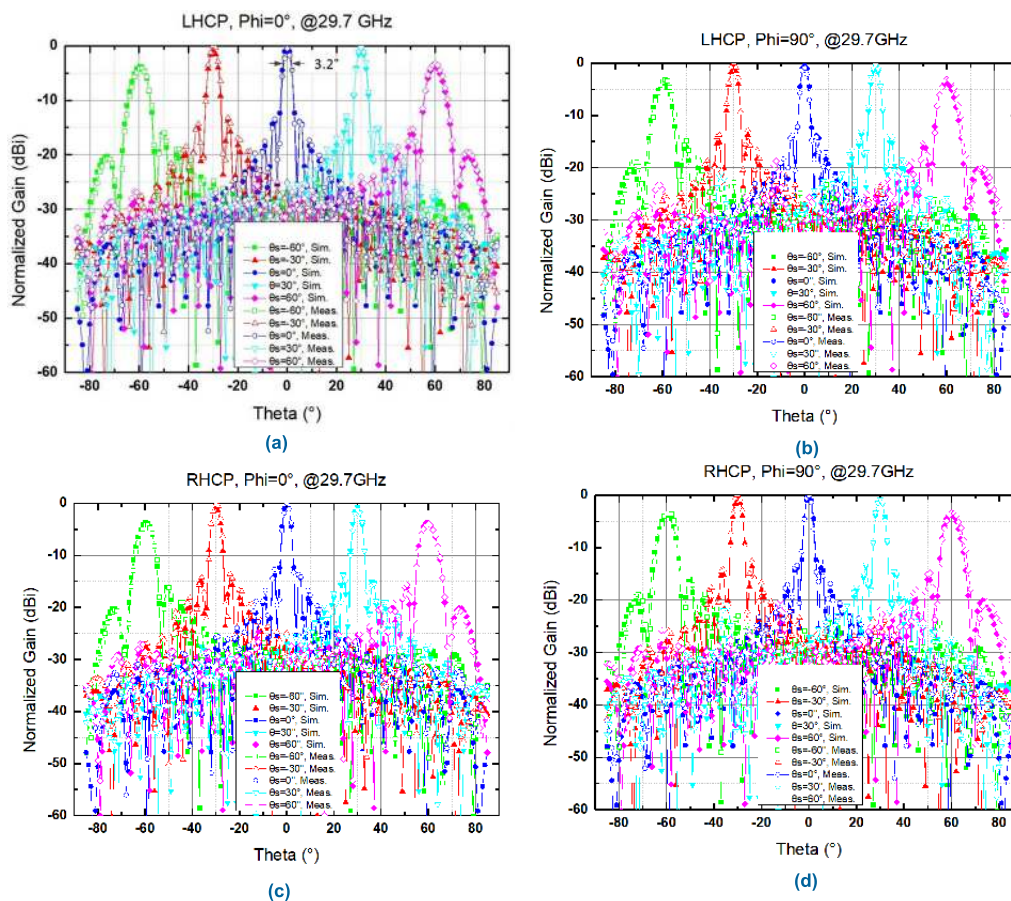 LHCP, Phi=0°, @29.7 GHz
Normalized Gain (dBi)
0
-10
-20
-30
-40
-50
-60
3.2°
θs=-60°, Sim.
θs=-30°, Sim.
θs=0°, Sim.
θ=30°, Sim.
θs=60°, Sim.
θs=-60°, Meas.
θs=-30°, Meas.
θs=0°, Meas.
θs=30°, Meas.
θs=60°, Meas.
-80 -60 -40 -20 0 20 40 60 80
Theta (°)
(a)
LHCP, Phi=90°, @29.7GHz
Normalized Gain (dBi)
0
-10
-20
-30
-40
-50
-60
θs=-60°, Sim.
θs=-30°, Sim.
θs=0°, Sim.
θ=30°, Sim.
θs=60°, Sim.
θs=-60°, Meas.
θs=-30°, Meas.
θs=0°, Meas.
θs=30°, Meas.
θs=60°, Meas.
-80 -60 -40 -20 0 20 40 60 80
Theta (°)
(b)
RHCP, Phi=0°, @29.7GHz
Normalized Gain (dBi)
0
-10
-20
-30
-40
-50
-60
θs=-60°, Sim.
θs=-30°, Sim.
θs=0°, Sim.
θ=30°, Sim.
θs=60°, Sim.
θs=-60°, Meas.
θs=-30°, Meas.
θs=0°, Meas.
θs=30°, Meas.
θs=60°, Meas.
-80 -60 -40 -20 0 20 40 60 80
Theta (°)
(c)
RHCP, Phi=90°, @29.7GHz
Normalized Gain (dBi)
0
-10
-20
-30
-40
-50
-60
θs=-60°, Sim.
θs=-30°, Sim.
θs=0°, Sim.
θ=30°, Sim.
θs=60°, Sim.
θs=-60°, Meas.
θs=-30°, Meas.
θs=0°, Meas.
θs=30°, Meas.
θs=60°, Meas.
-80 -60 -40 -20 0 20 40 60 80
Theta (°)
(d)